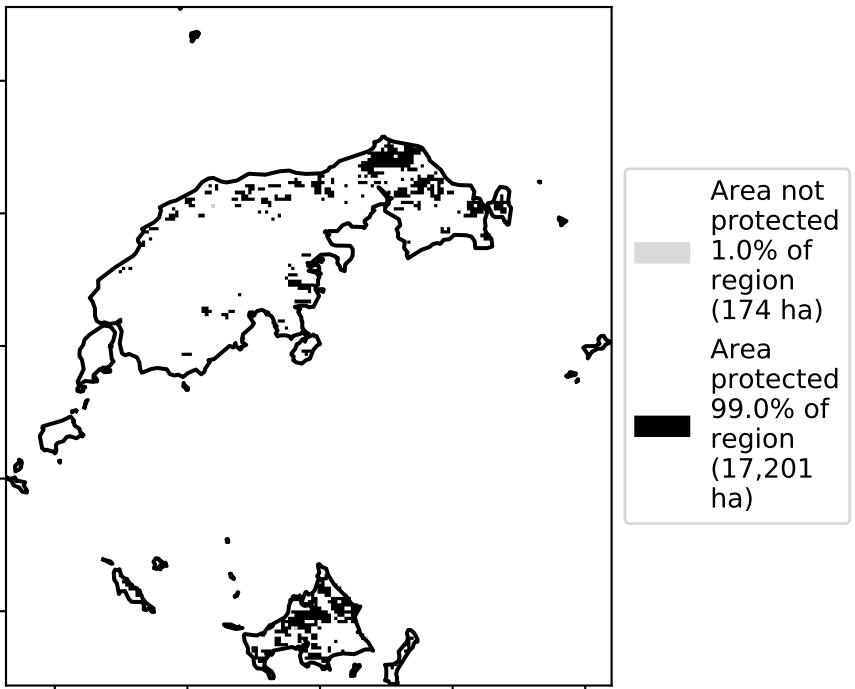 Area not
protected
1.0% of
region
(174 ha)
Area
protected
99.0% of
region
(17,201
ha)